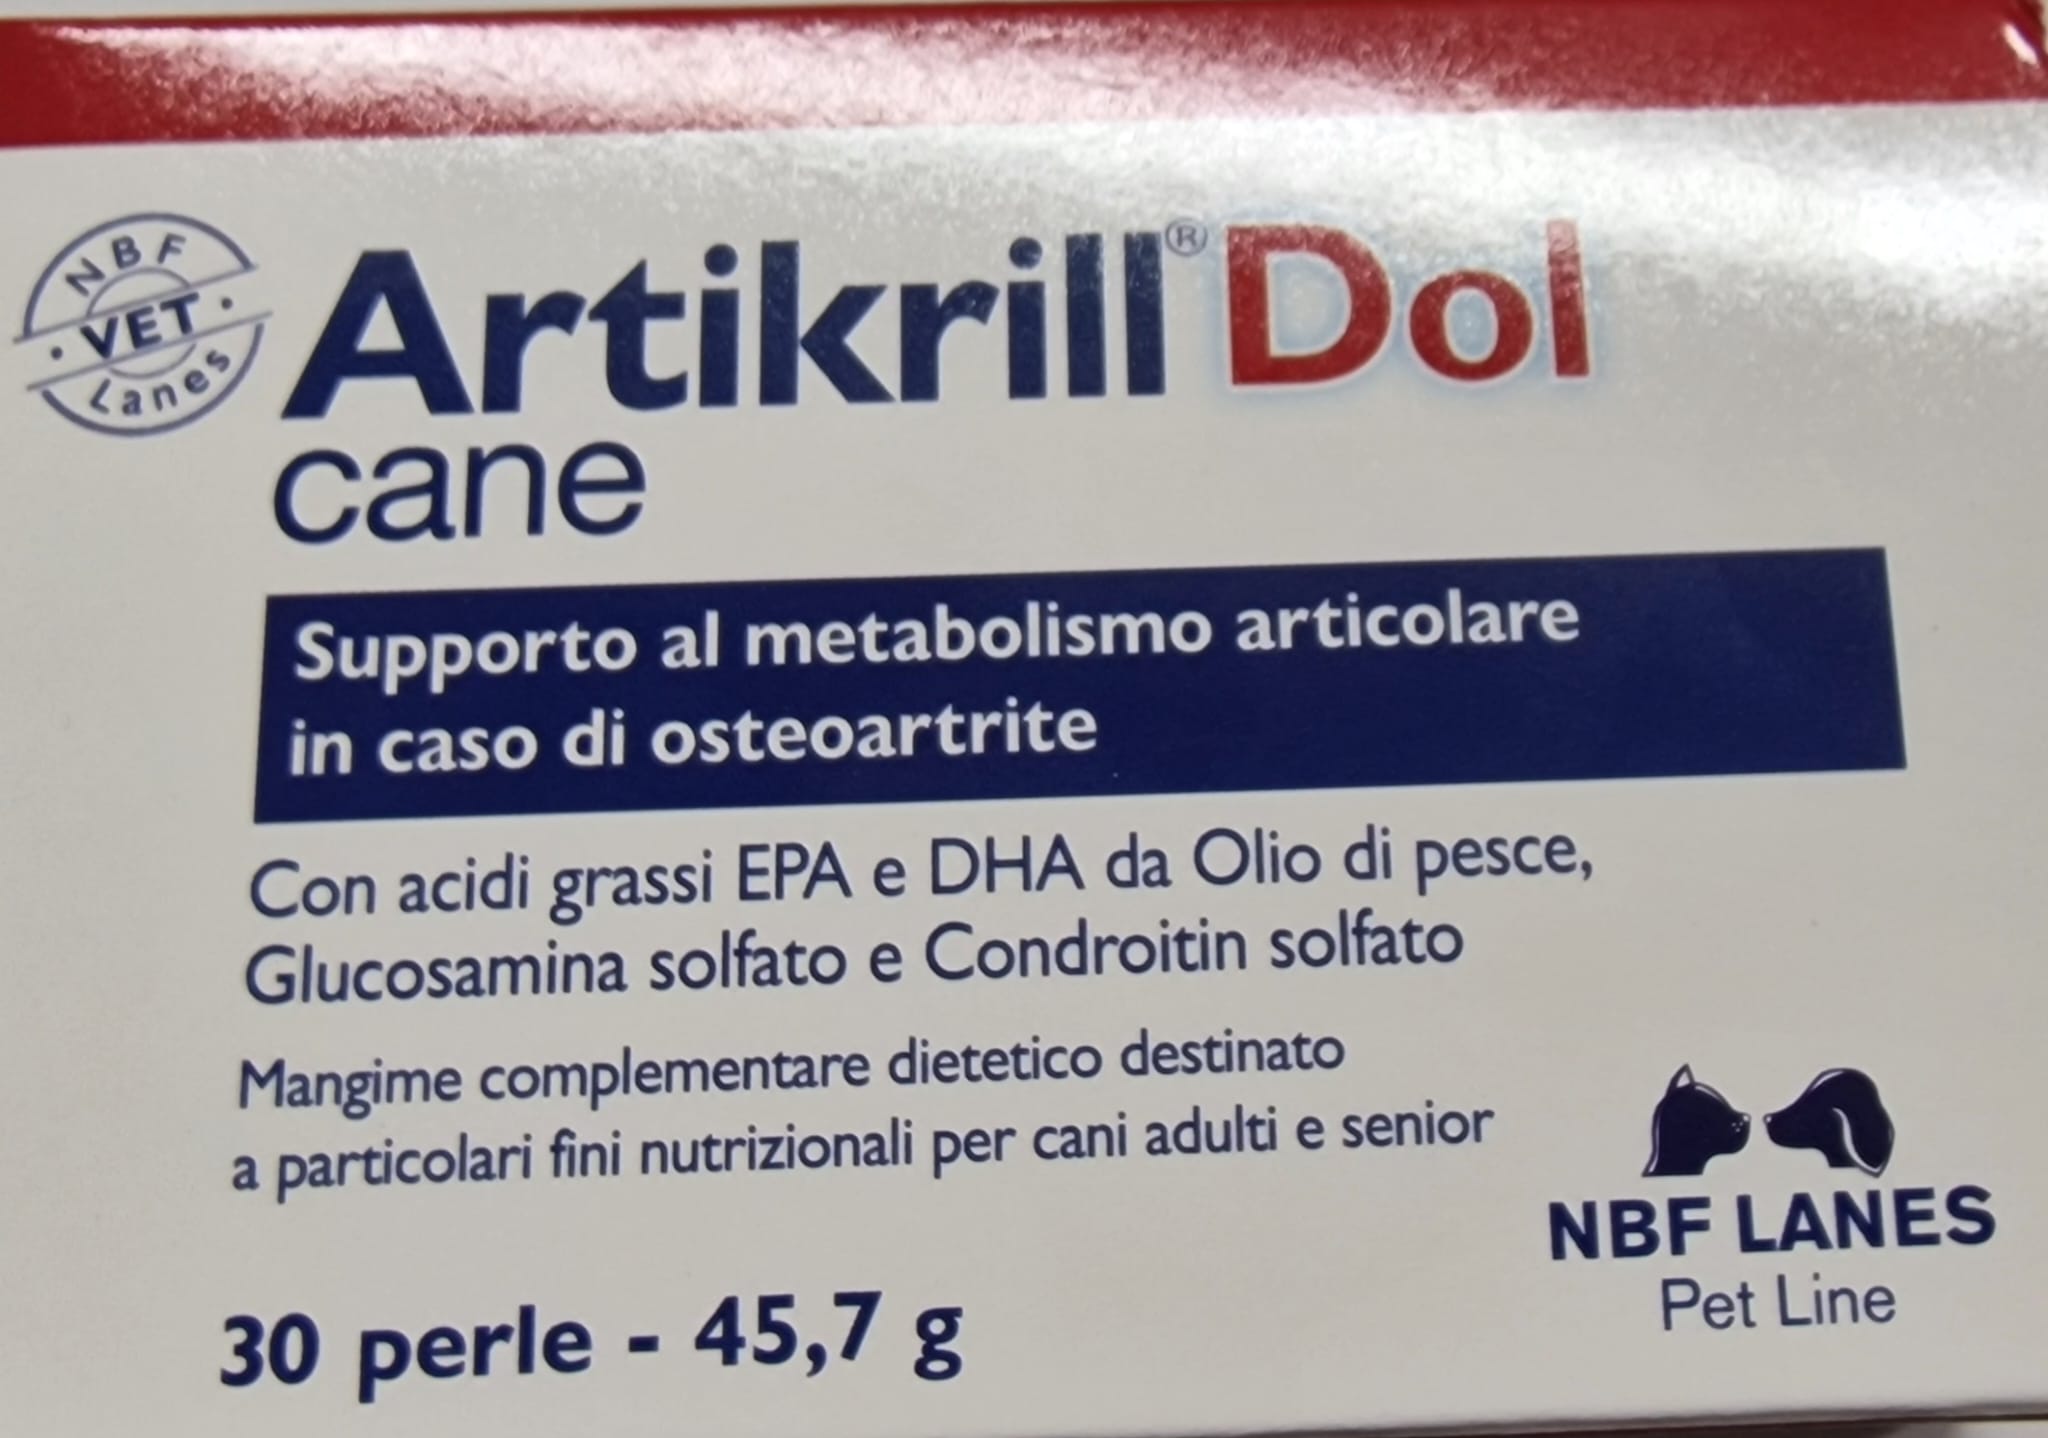 NBF
VET
Lanes
Artikrill® Dol
cane
Supporto al metabolismo articolare
in caso di osteoartrite
Con acidi grassi EPA e DHA da Olio di pesce,
Glucosamina solfato e Condroitin solfato
Mangime complementare dietetico destinato
a particolari fini nutrizionali per cani adulti e senior
30 perle - 45,7 g
NBF LANES
Pet Line